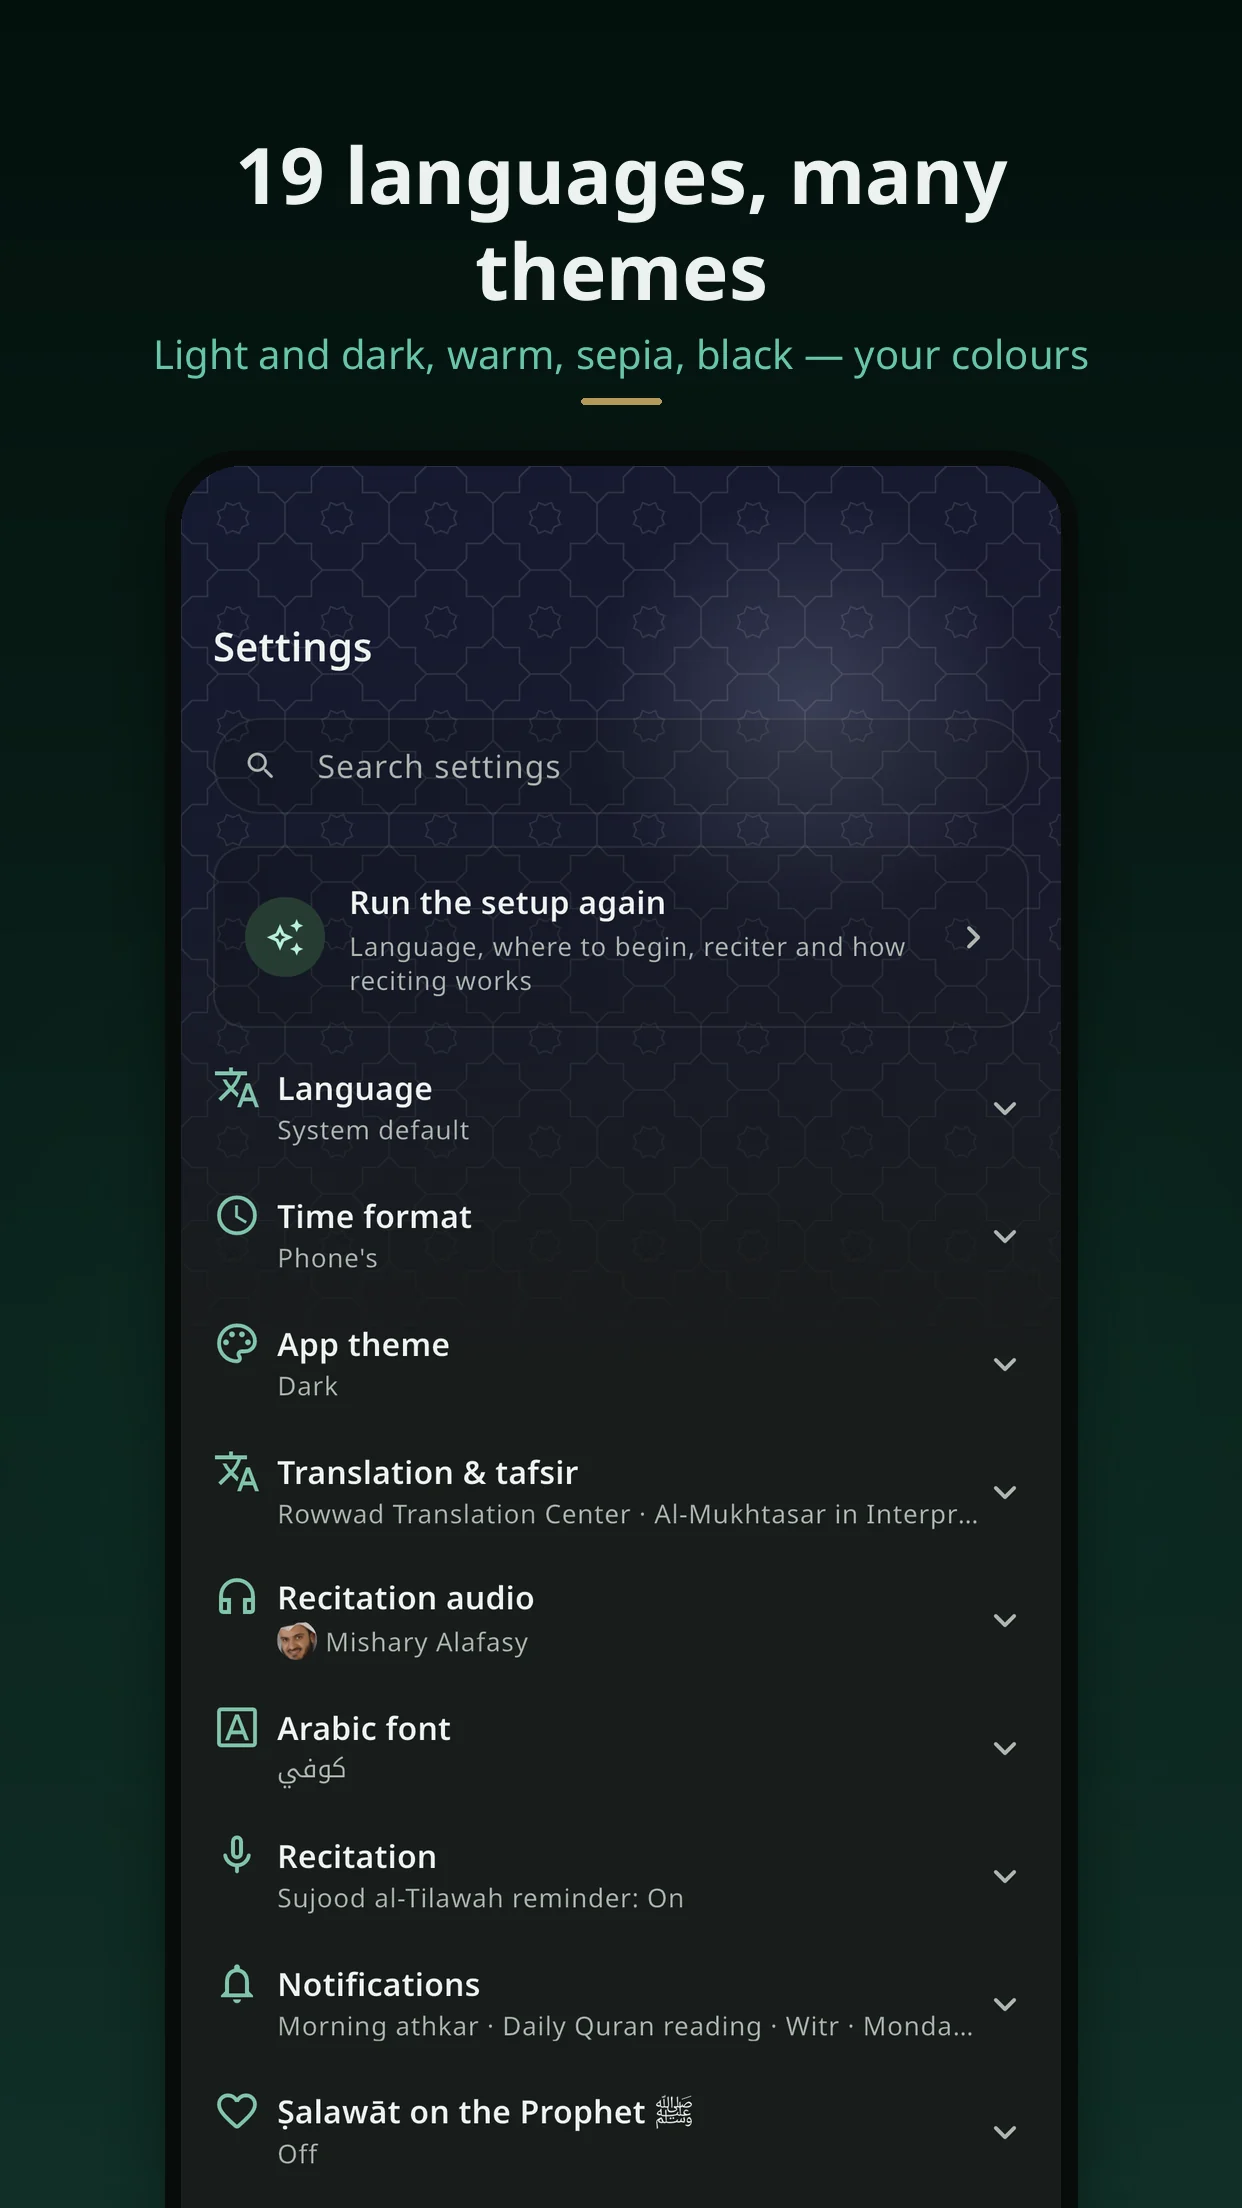 19 languages, many
themes
Light and dark, warm, sepia, black — your colours
Settings
Search settings
Run the setup again
Language, where to begin, reciter and how
reciting works
Language
System default
Time format
Phone's
App theme
Dark
Translation & tafsir
Rowwad Translation Center · Al-Mukhtasar in Interpr...
Recitation audio
Mishary Alafasy
Arabic font
كوفي
Recitation
Sujood al-Tilawah reminder: On
Notifications
Morning athkar · Daily Quran reading · Witr · Monda...
Ṣalawāt on the Prophet ﷺ
Off